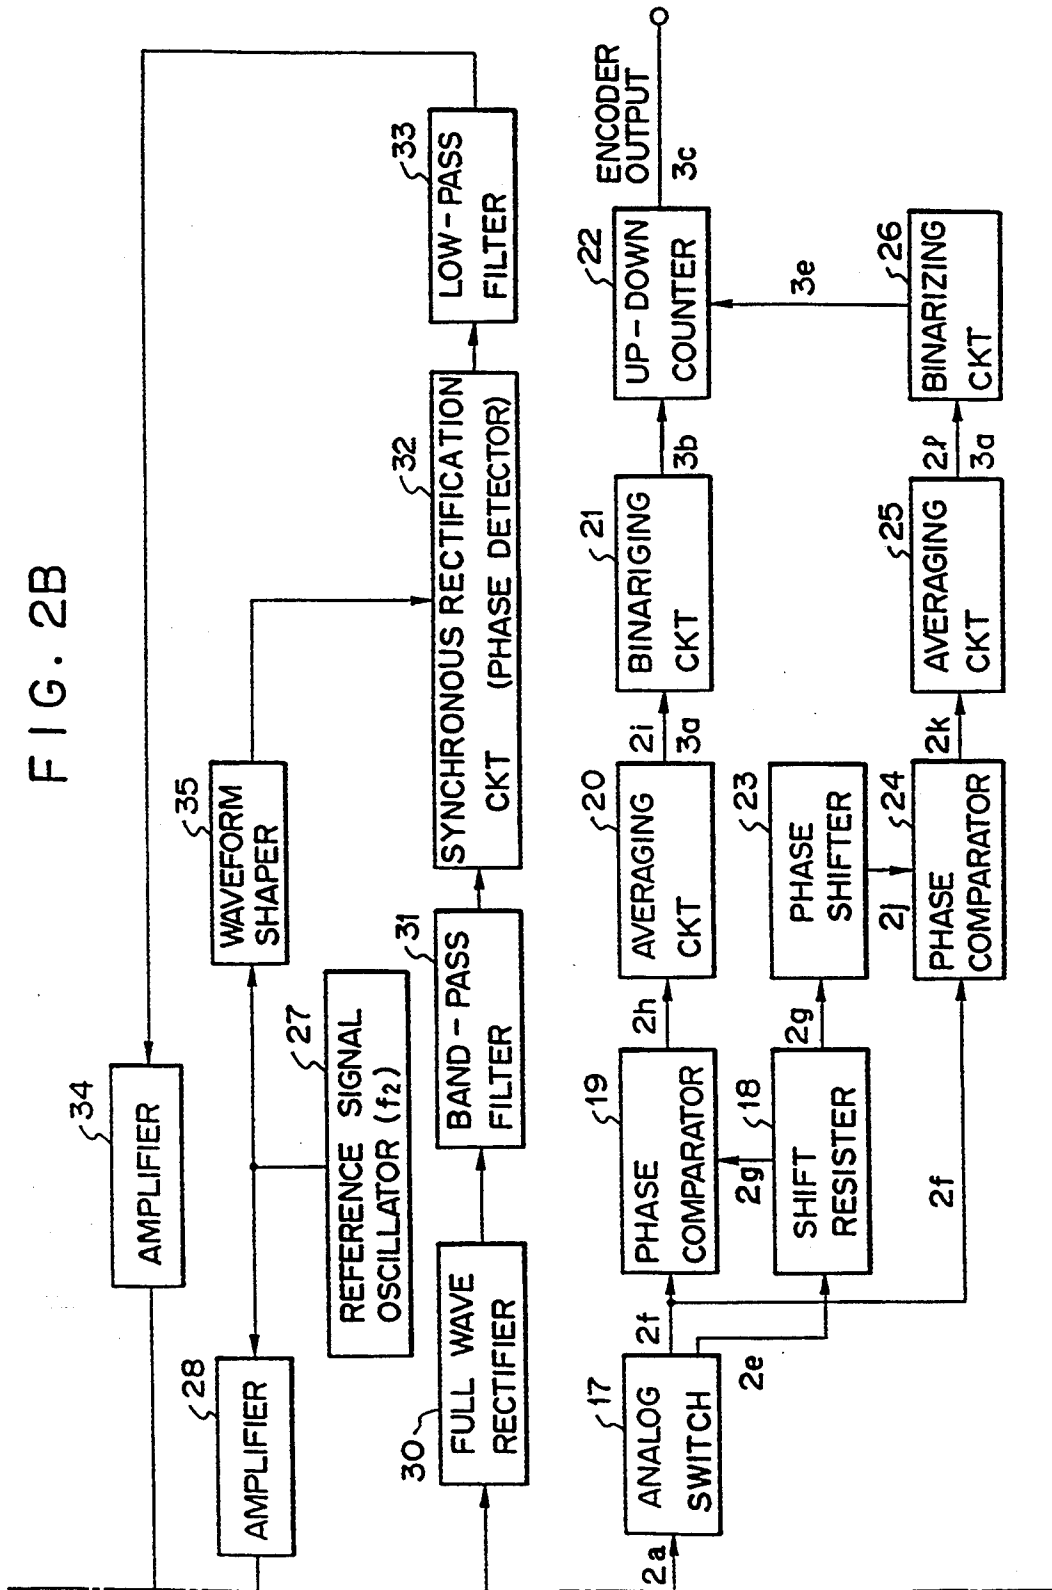 FIG. 2B
34
AMPLIFIER
28
AMPLIFIER
35
WAVEFORM
SHAPER
27
REFERENCE SIGNAL
OSCILLATOR (f2)
30
FULL WAVE
RECTIFIER
31
BAND-PASS
FILTER
32
SYNCHRONOUS RECTIFICATION
CKT (PHASE DETECTOR)
33
LOW-PASS
FILTER
2a
17
ANALOG
SWITCH
2f
2e
19
PHASE
COMPARATOR
2h
20
AVERAGING
CKT
2i
3a
21
BINARIGING
CKT
3b
22
UP-DOWN
COUNTER
ENCODER
OUTPUT
3c
2g
18
SHIFT
RESISTER
2g
23
PHASE
SHIFTER
3e
2f
2j
24
PHASE
COMPARATOR
2k
25
AVERAGING
CKT
2ℓ
3a
26
BINARIZING
CKT